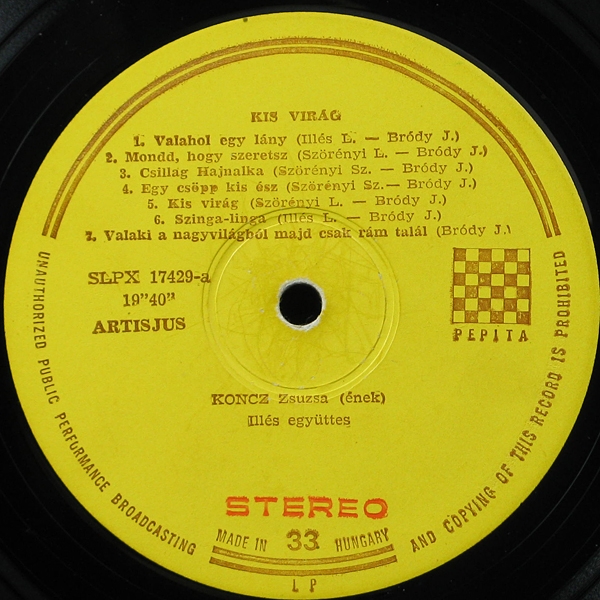 KIS VIRÁG
1. Valahol egy lány (Illés L. — Bródy J.)
2. Mondd, hogy szeretsz (Szörényi L. — Bródy J.)
3. Csillag Hajnalka (Szörényi Sz. — Bródy J.)
4. Egy csöpp kis ész (Szörényi Sz.— Bródy J.)
5. Kis virág (Szörényi L. — Bródy J.)
6. Szinga-linga (Illés L. — Bródy J.)
7. Valaki a nagyvilágból majd csak rám talál (Bródy J.)
SLPX 17429-a
19"40"
ARTISJUS
PEPITA
KONCZ Zsuzsa (ének)
Illés együttes
STEREO
MADE IN 33 HUNGARY
LP
UNAUTHORIZED PUBLIC PERFORMANCE BROADCASTING AND COPYING OF THIS RECORD IS PROHIBITED